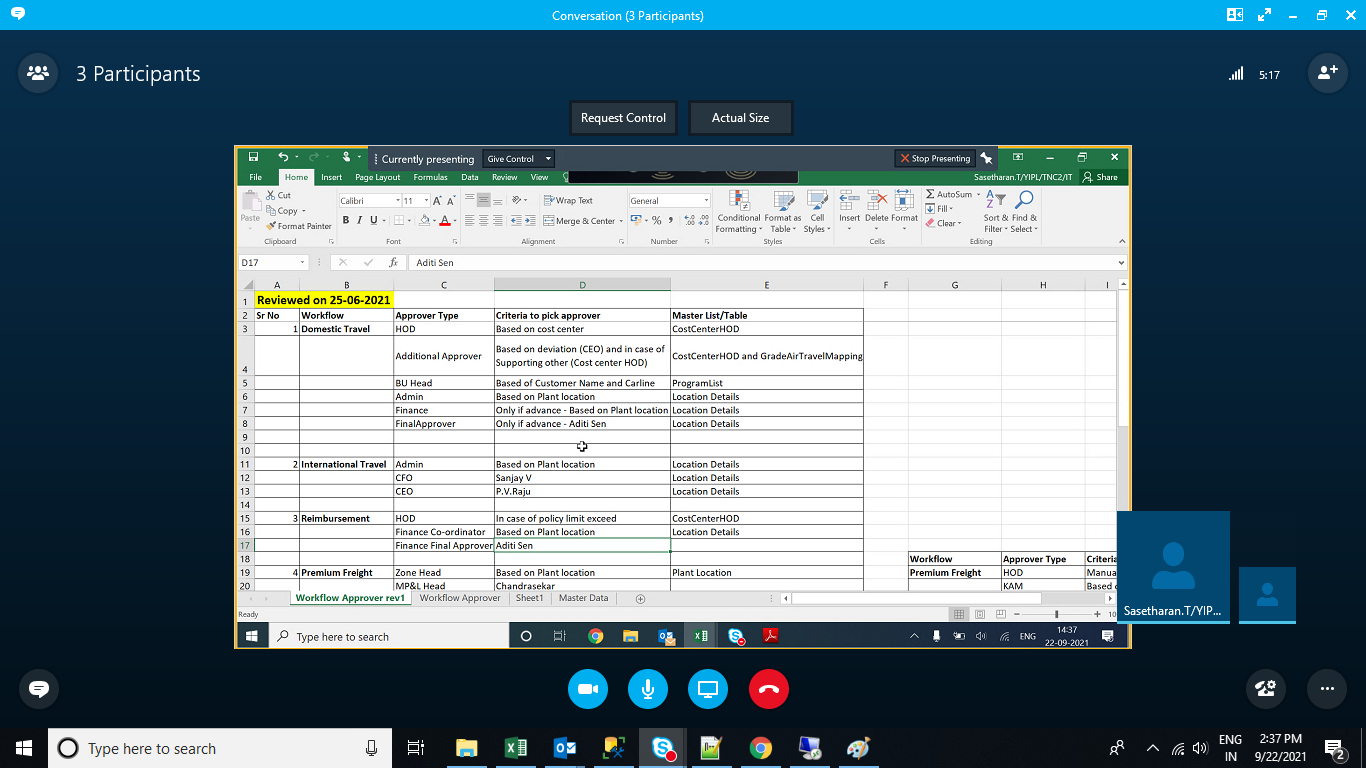 Conversation (3 Participants)
3 Participants
5:17
Request Control
Actual Size
Currently presenting
Give Control
Stop Presenting
File Home Insert Page Layout Formulas Data Review View
Sasetharan.T/YIPL/TNC2/IT
Share
Paste
Cut
Copy
Format Painter
Calibri 11
B I U
Wrap Text
Merge & Center
General
Conditional Formatting
Format as Table
Cell Styles
Insert Delete Format
AutoSum
Fill
Clear
Sort & Filter
Find & Select
Clipboard Font Alignment Number Styles Cells Editing
D17 fx Aditi Sen
A B C D E F G H I
1 Reviewed on 25-06-2021
2 Sr No Workflow Approver Type Criteria to pick approver Master List/Table
3 1 Domestic Travel HOD Based on cost center CostCenterHOD
4 Additional Approver Based on deviation (CEO) and in case of Supporting other (Cost center HOD) CostCenterHOD and GradeAirTravelMapping
5 BU Head Based of Customer Name and Carline ProgramList
6 Admin Based on Plant location Location Details
7 Finance Only if advance - Based on Plant location Location Details
8 FinalApprover Only if advance - Aditi Sen Location Details
9
10
11 2 International Travel Admin Based on Plant location Location Details
12 CFO Sanjay V Location Details
13 CEO P.V.Raju Location Details
14
15 3 Reimbursement HOD In case of policy limit exceed CostCenterHOD
16 Finance Co-ordinator Based on Plant location Location Details
17 Finance Final Approver Aditi Sen
18 Workflow Approver Type Criteria
19 4 Premium Freight Zone Head Based on Plant location Plant Location Premium Freight HOD Manua
20 MP&L Head Chandrasekar KAM Based o
Workflow Approver rev1 Workflow Approver Sheet1 Master Data
Ready
10
Type here to search
ENG
14:37
22-09-2021
Sasetharan.T/YIP...
Type here to search
ENG
IN
2:37 PM
9/22/2021
2